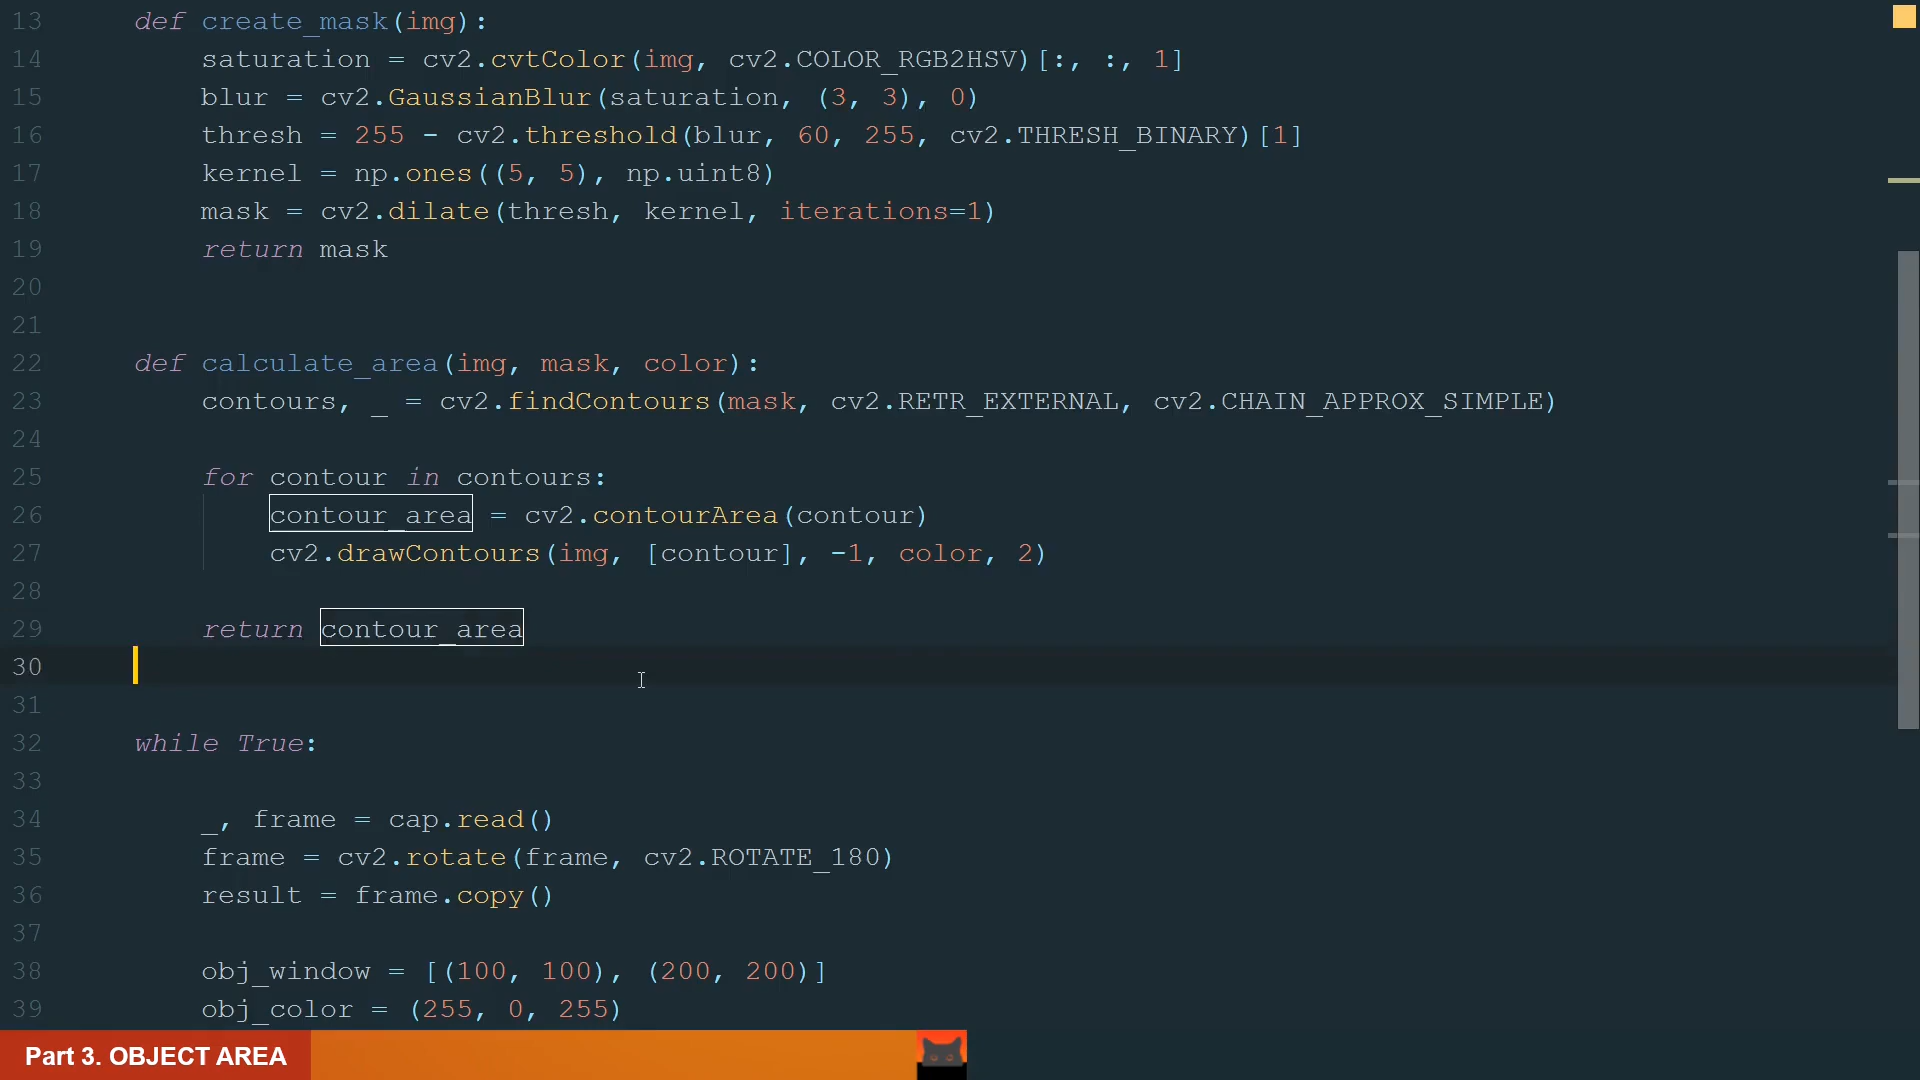 13 def create_mask(img):
14 saturation = cv2.cvtColor(img, cv2.COLOR_RGB2HSV)[:, :, 1]
15 blur = cv2.GaussianBlur(saturation, (3, 3), 0)
16 thresh = 255 - cv2.threshold(blur, 60, 255, cv2.THRESH_BINARY)[1]
17 kernel = np.ones((5, 5), np.uint8)
18 mask = cv2.dilate(thresh, kernel, iterations=1)
19 return mask
20
21
22 def calculate_area(img, mask, color):
23 contours, _ = cv2.findContours(mask, cv2.RETR_EXTERNAL, cv2.CHAIN_APPROX_SIMPLE)
24
25 for contour in contours:
26 contour_area = cv2.contourArea(contour)
27 cv2.drawContours(img, [contour], -1, color, 2)
28
29 return contour_area
30
31
32 while True:
33
34 _, frame = cap.read()
35 frame = cv2.rotate(frame, cv2.ROTATE_180)
36 result = frame.copy()
37
38 obj_window = [(100, 100), (200, 200)]
39 obj_color = (255, 0, 255)
Part 3. OBJECT AREA